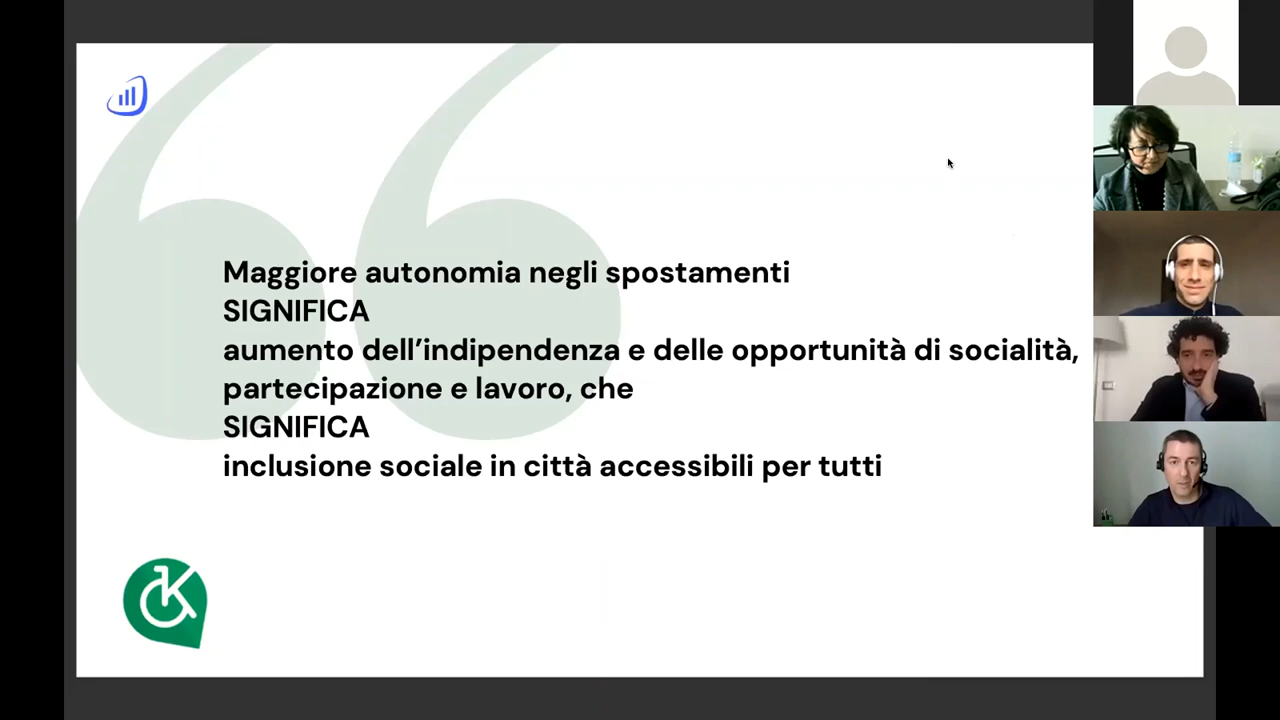 Maggiore autonomia negli spostamenti
SIGNIFICA
aumento dell’indipendenza e delle opportunità di socialità,
partecipazione e lavoro, che
SIGNIFICA
inclusione sociale in città accessibili per tutti